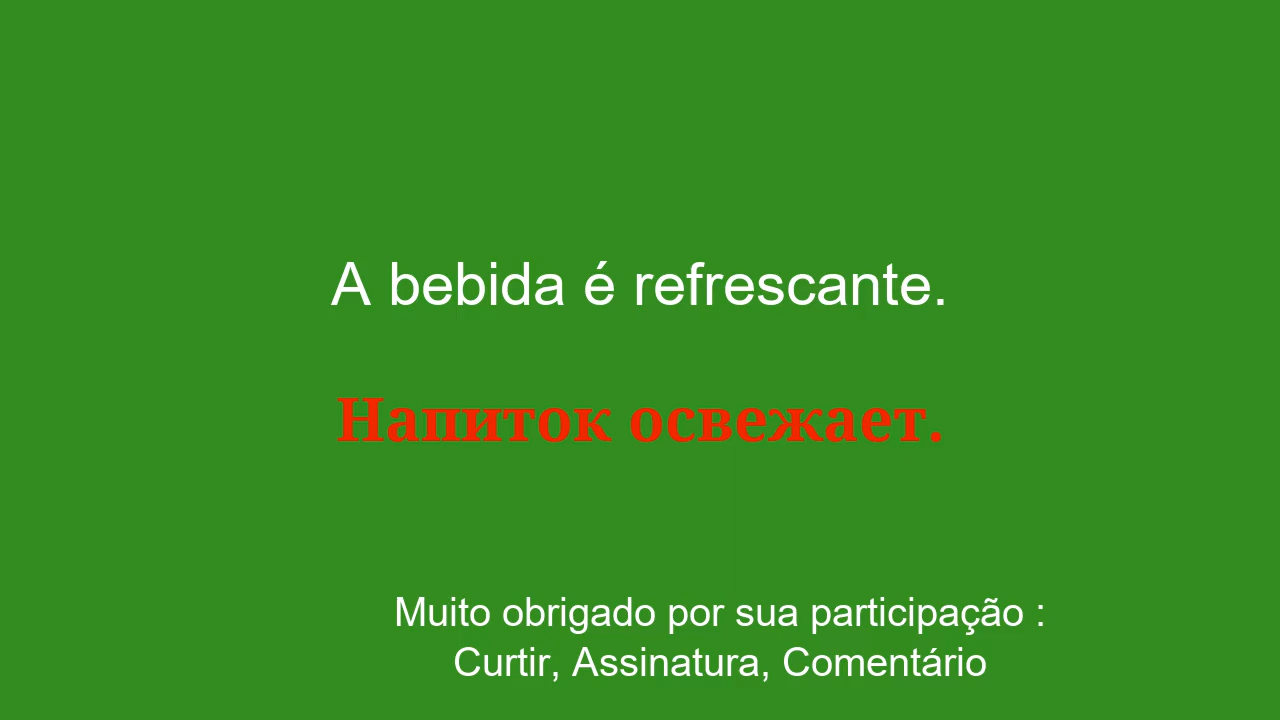 A bebida é refrescante.
Напиток освежает.
Muito obrigado por sua participação :
Curtir, Assinatura, Comentário